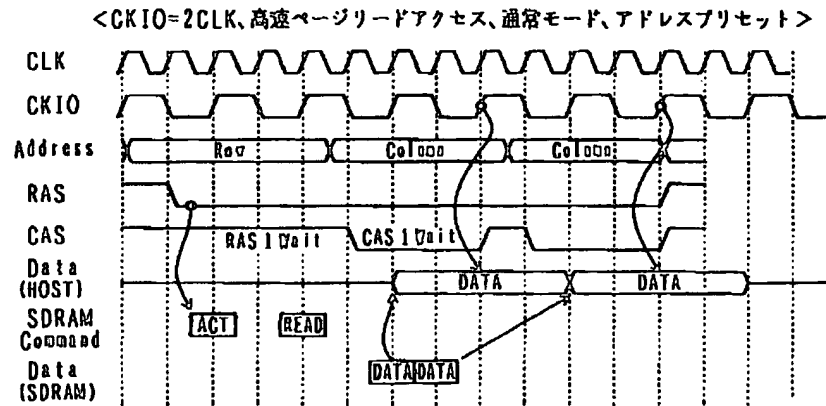 <CKIO=2CLK、高速ページリードアクセス、通常モード、アドレスプリセット>
CLK
CKIO
Address Row Column Column
RAS
CAS RAS 1 Wait CAS 1 Wait
Data
(HOST) DATA DATA
SDRAM
Command ACT READ
Data
(SDRAM) DATA DATA